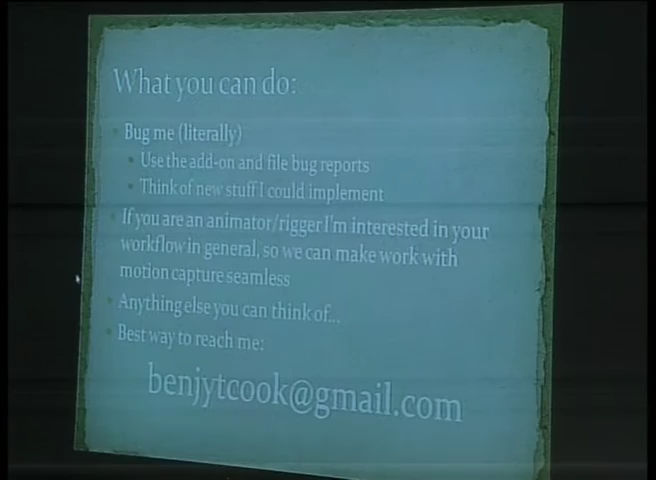 What you can do:
Bug me (literally)
Use the add-on and file bug reports
Think of new stuff I could implement
If you are an animator/rigger I'm interested in your
workflow in general, so we can make work with
motion capture seamless
Anything else you can think of...
Best way to reach me:
benjytcook@gmail.com